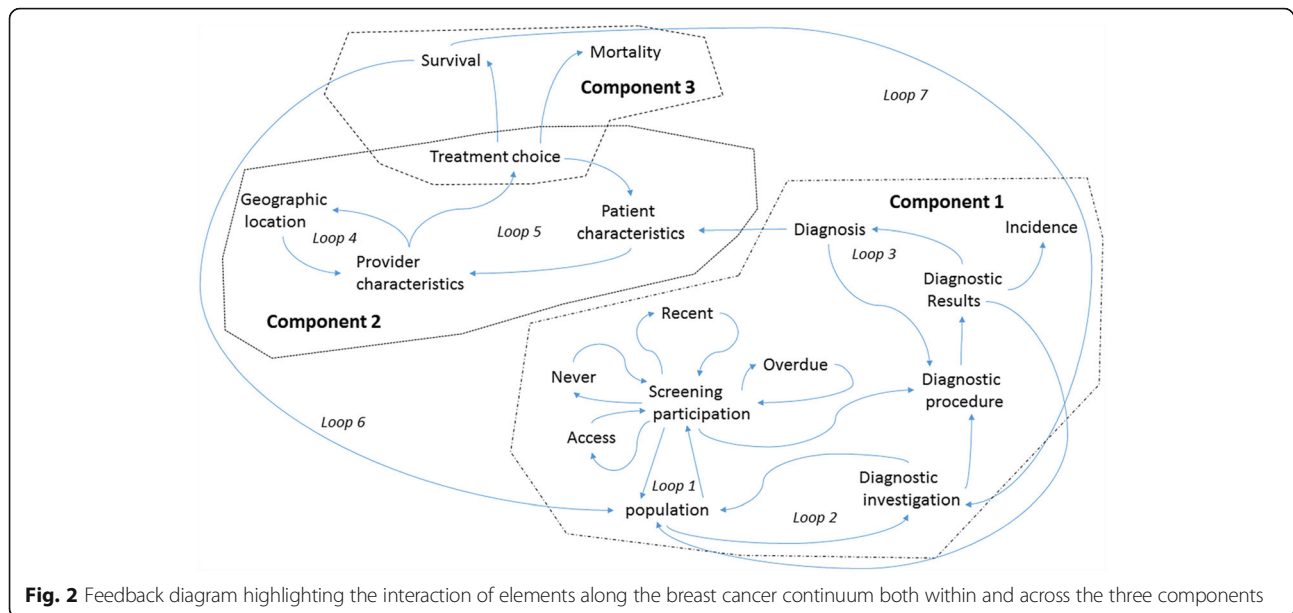 Survival
Mortality
Component 3
Loop 7
Treatment choice
Geographic
location
Loop 4
Provider
characteristics
Loop 5
Patient
characteristics
Component 2
Component 1
Diagnosis
Incidence
Loop 3
Diagnostic
Results
Recent
Never
Overdue
Screening
participation
Diagnostic
procedure
Access
Loop 6
Loop 1
population
Loop 2
Diagnostic
investigation
Fig. 2 Feedback diagram highlighting the interaction of elements along the breast cancer continuum both within and across the three components